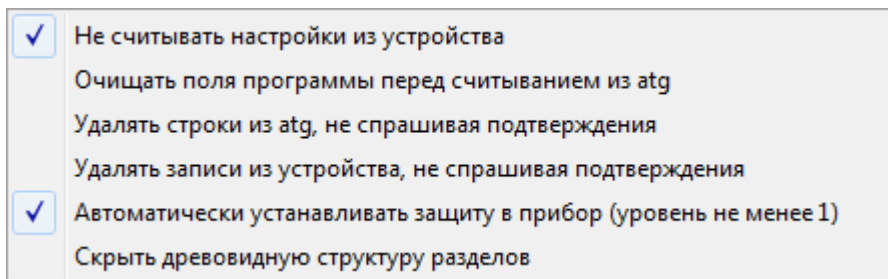 Не считывать настройки из устройства
Очищать поля программы перед считыванием из atg
Удалять строки из atg, не спрашивая подтверждения
Удалять записи из устройства, не спрашивая подтверждения
Автоматически устанавливать защиту в прибор (уровень не менее 1)
Скрыть древовидную структуру разделов